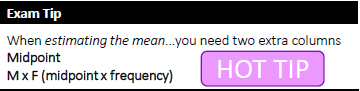 Exam Tip
When estimating the mean...you need two extra columns
Midpoint
M x F (midpoint x frequency)
HOT TIP